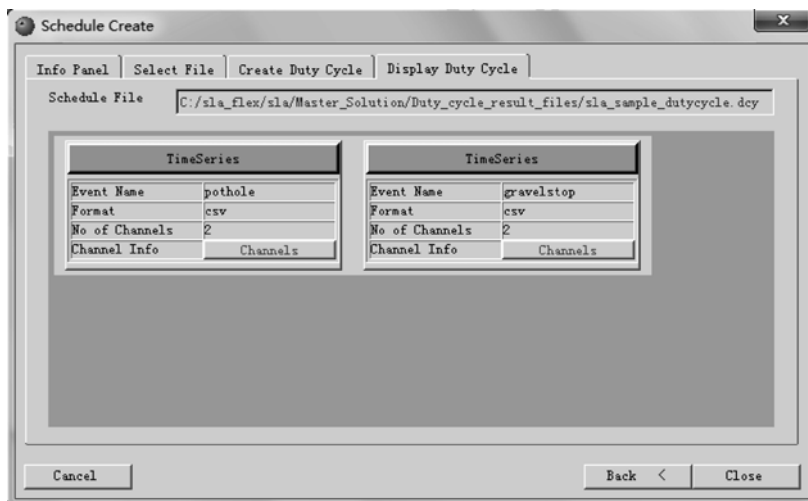 Schedule Create
Info Panel Select File Create Duty Cycle Display Duty Cycle
Schedule File C:/sla_flex/sla/Master_Solution/Duty_cycle_result_files/sla_sample_dutycycle.dcy
TimeSeries TimeSeries
Event Name pothole Event Name gravelstop
Format csv Format csv
No of Channels 2 No of Channels 2
Channel Info Channels Channel Info Channels
Cancel Back < Close